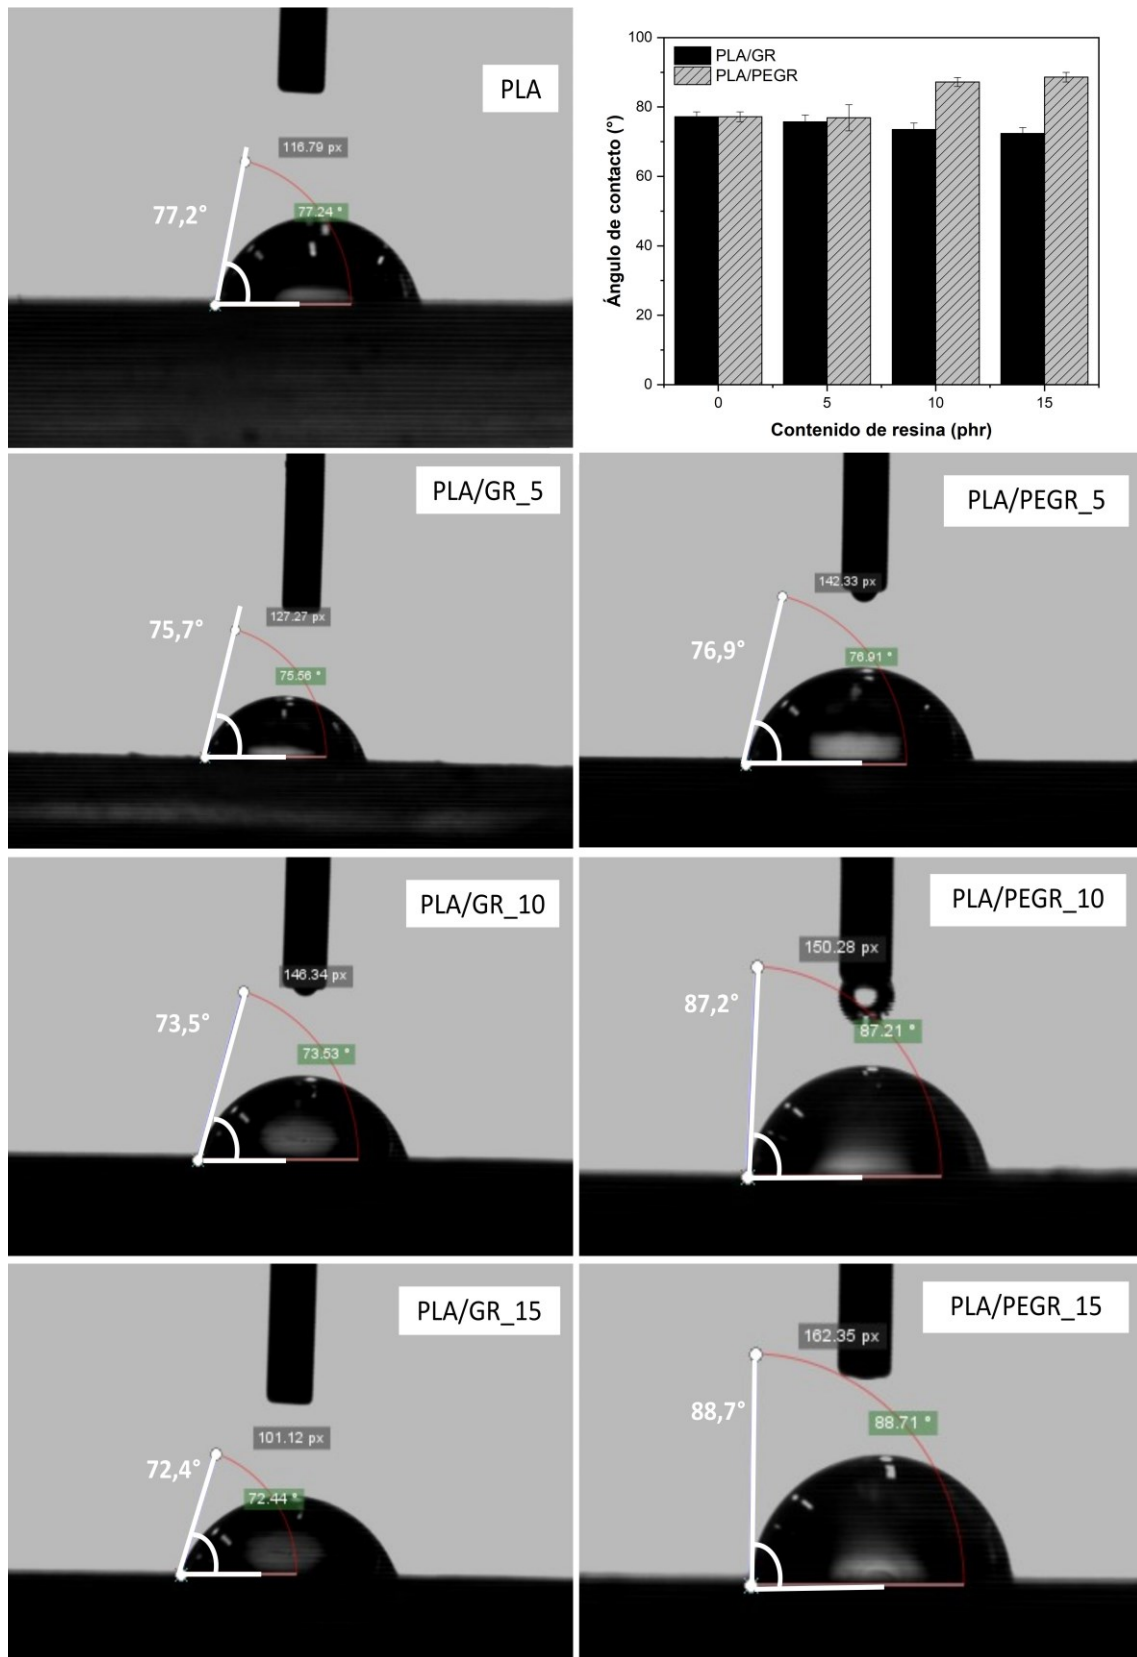 PLA
116.79 px
77,2°
77.24 °
100
80
60
40
20
0
Ángulo de contacto (°)
PLA/GR
PLA/PEGR
0 5 10 15
Contenido de resina (phr)
PLA/GR_5
127.27 px
75,7°
75.56 °
PLA/PEGR_5
142.33 px
76,9°
76.91 °
PLA/GR_10
146.34 px
73,5°
73.53 °
PLA/PEGR_10
150.28 px
87,2°
87.21 °
PLA/GR_15
101.12 px
72,4°
72.44 °
PLA/PEGR_15
162.35 px
88,7°
88.71 °